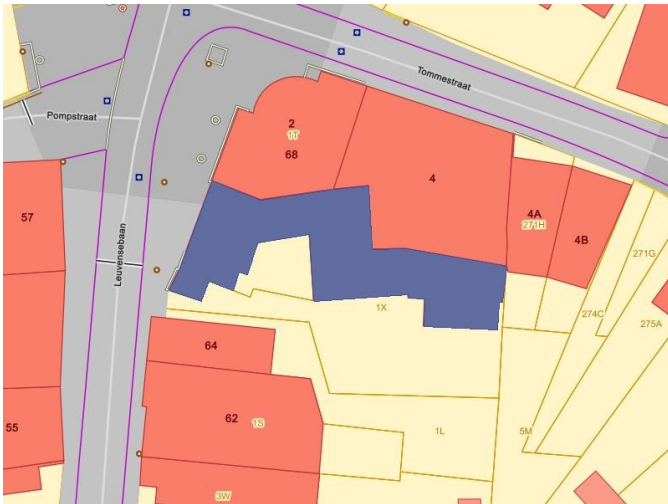 Tommestraat
Pompstraat
2
1T
68
4
4A
271H
4B
57
271G
Leuvensebaan
1X
274C
275A
64
62
1S
55
1L
5M
3W